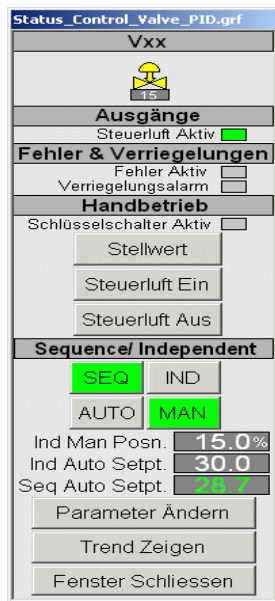 Status_Control_Valve_PID.grf
Vxx
15
Ausgänge
Steuerluft Aktiv
Fehler & Verriegelungen
Fehler Aktiv
Verriegelungsalarm
Handbetrieb
Schlüsselschalter Aktiv
Stellwert
Steuerluft Ein
Steuerluft Aus
Sequence/ Independent
SEQ IND
AUTO MAN
Ind Man Posn. 15.0%
Ind Auto Setpt. 30.0
Seq Auto Setpt. 28.7
Parameter Ändern
Trend Zeigen
Fenster Schliessen